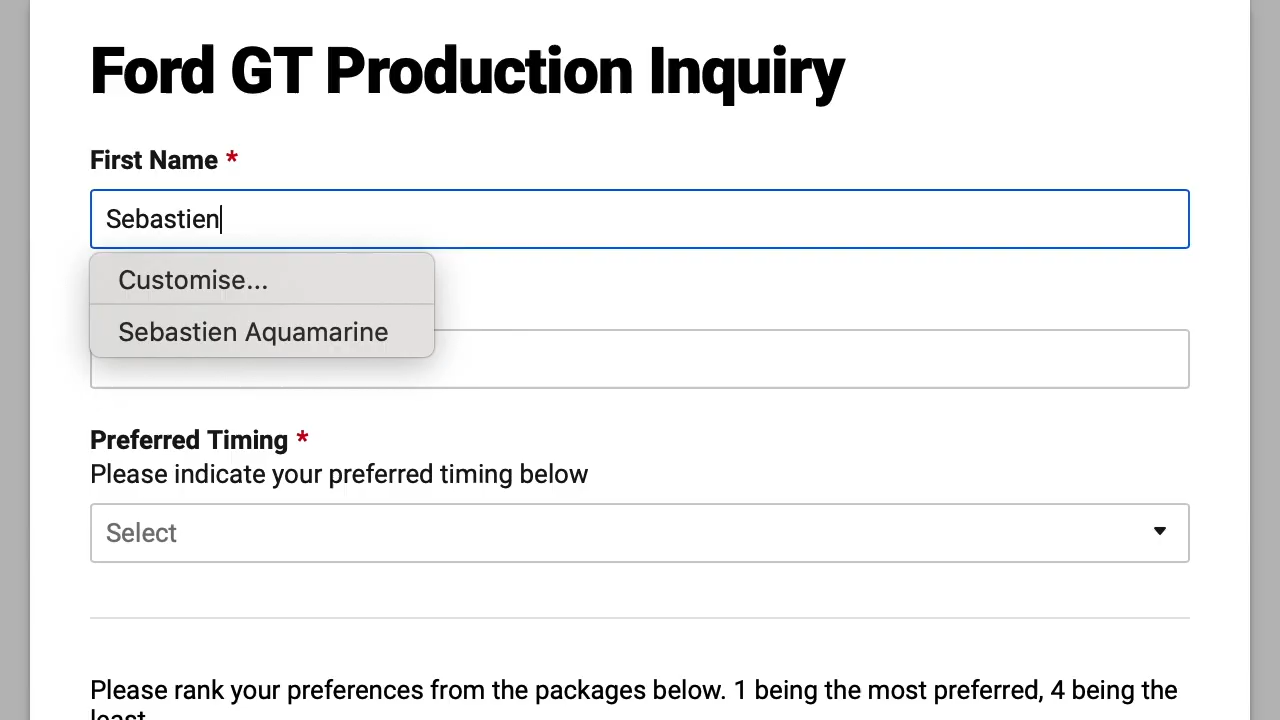 Ford GT Production Inquiry
First Name *
Sebastien
Customise...
Sebastien Aquamarine
Preferred Timing *
Please indicate your preferred timing below
Select
Please rank your preferences from the packages below. 1 being the most preferred, 4 being the
least